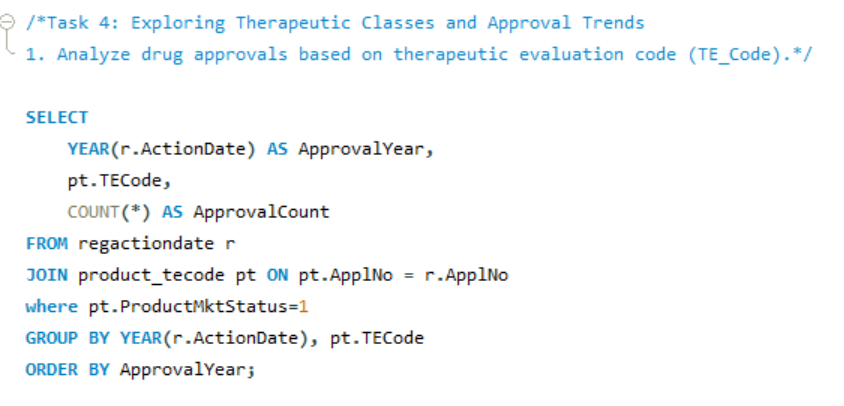 /*Task 4: Exploring Therapeutic Classes and Approval Trends
1. Analyze drug approvals based on therapeutic evaluation code (TE_Code).*/
SELECT
YEAR(r.ActionDate) AS ApprovalYear,
pt.TECode,
COUNT(*) AS ApprovalCount
FROM regactiondate r
JOIN product_tecode pt ON pt.ApplNo = r.ApplNo
where pt.ProductMktStatus=1
GROUP BY YEAR(r.ActionDate), pt.TECode
ORDER BY ApprovalYear;